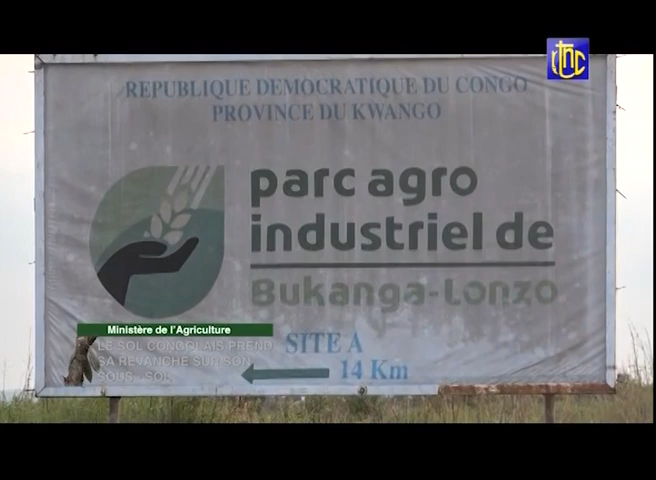 rtnc
REPUBLIQUE DEMOCRATIQUE DU CONGO
PROVINCE DU KWANGO
parc agro
industriel de
Bukanga-Lonzo
SITE A
14 Km
Ministère de l'Agriculture
LE SOL CONGOLAIS PREND
SA REVANCHE SUR SON
SOUS - SOL